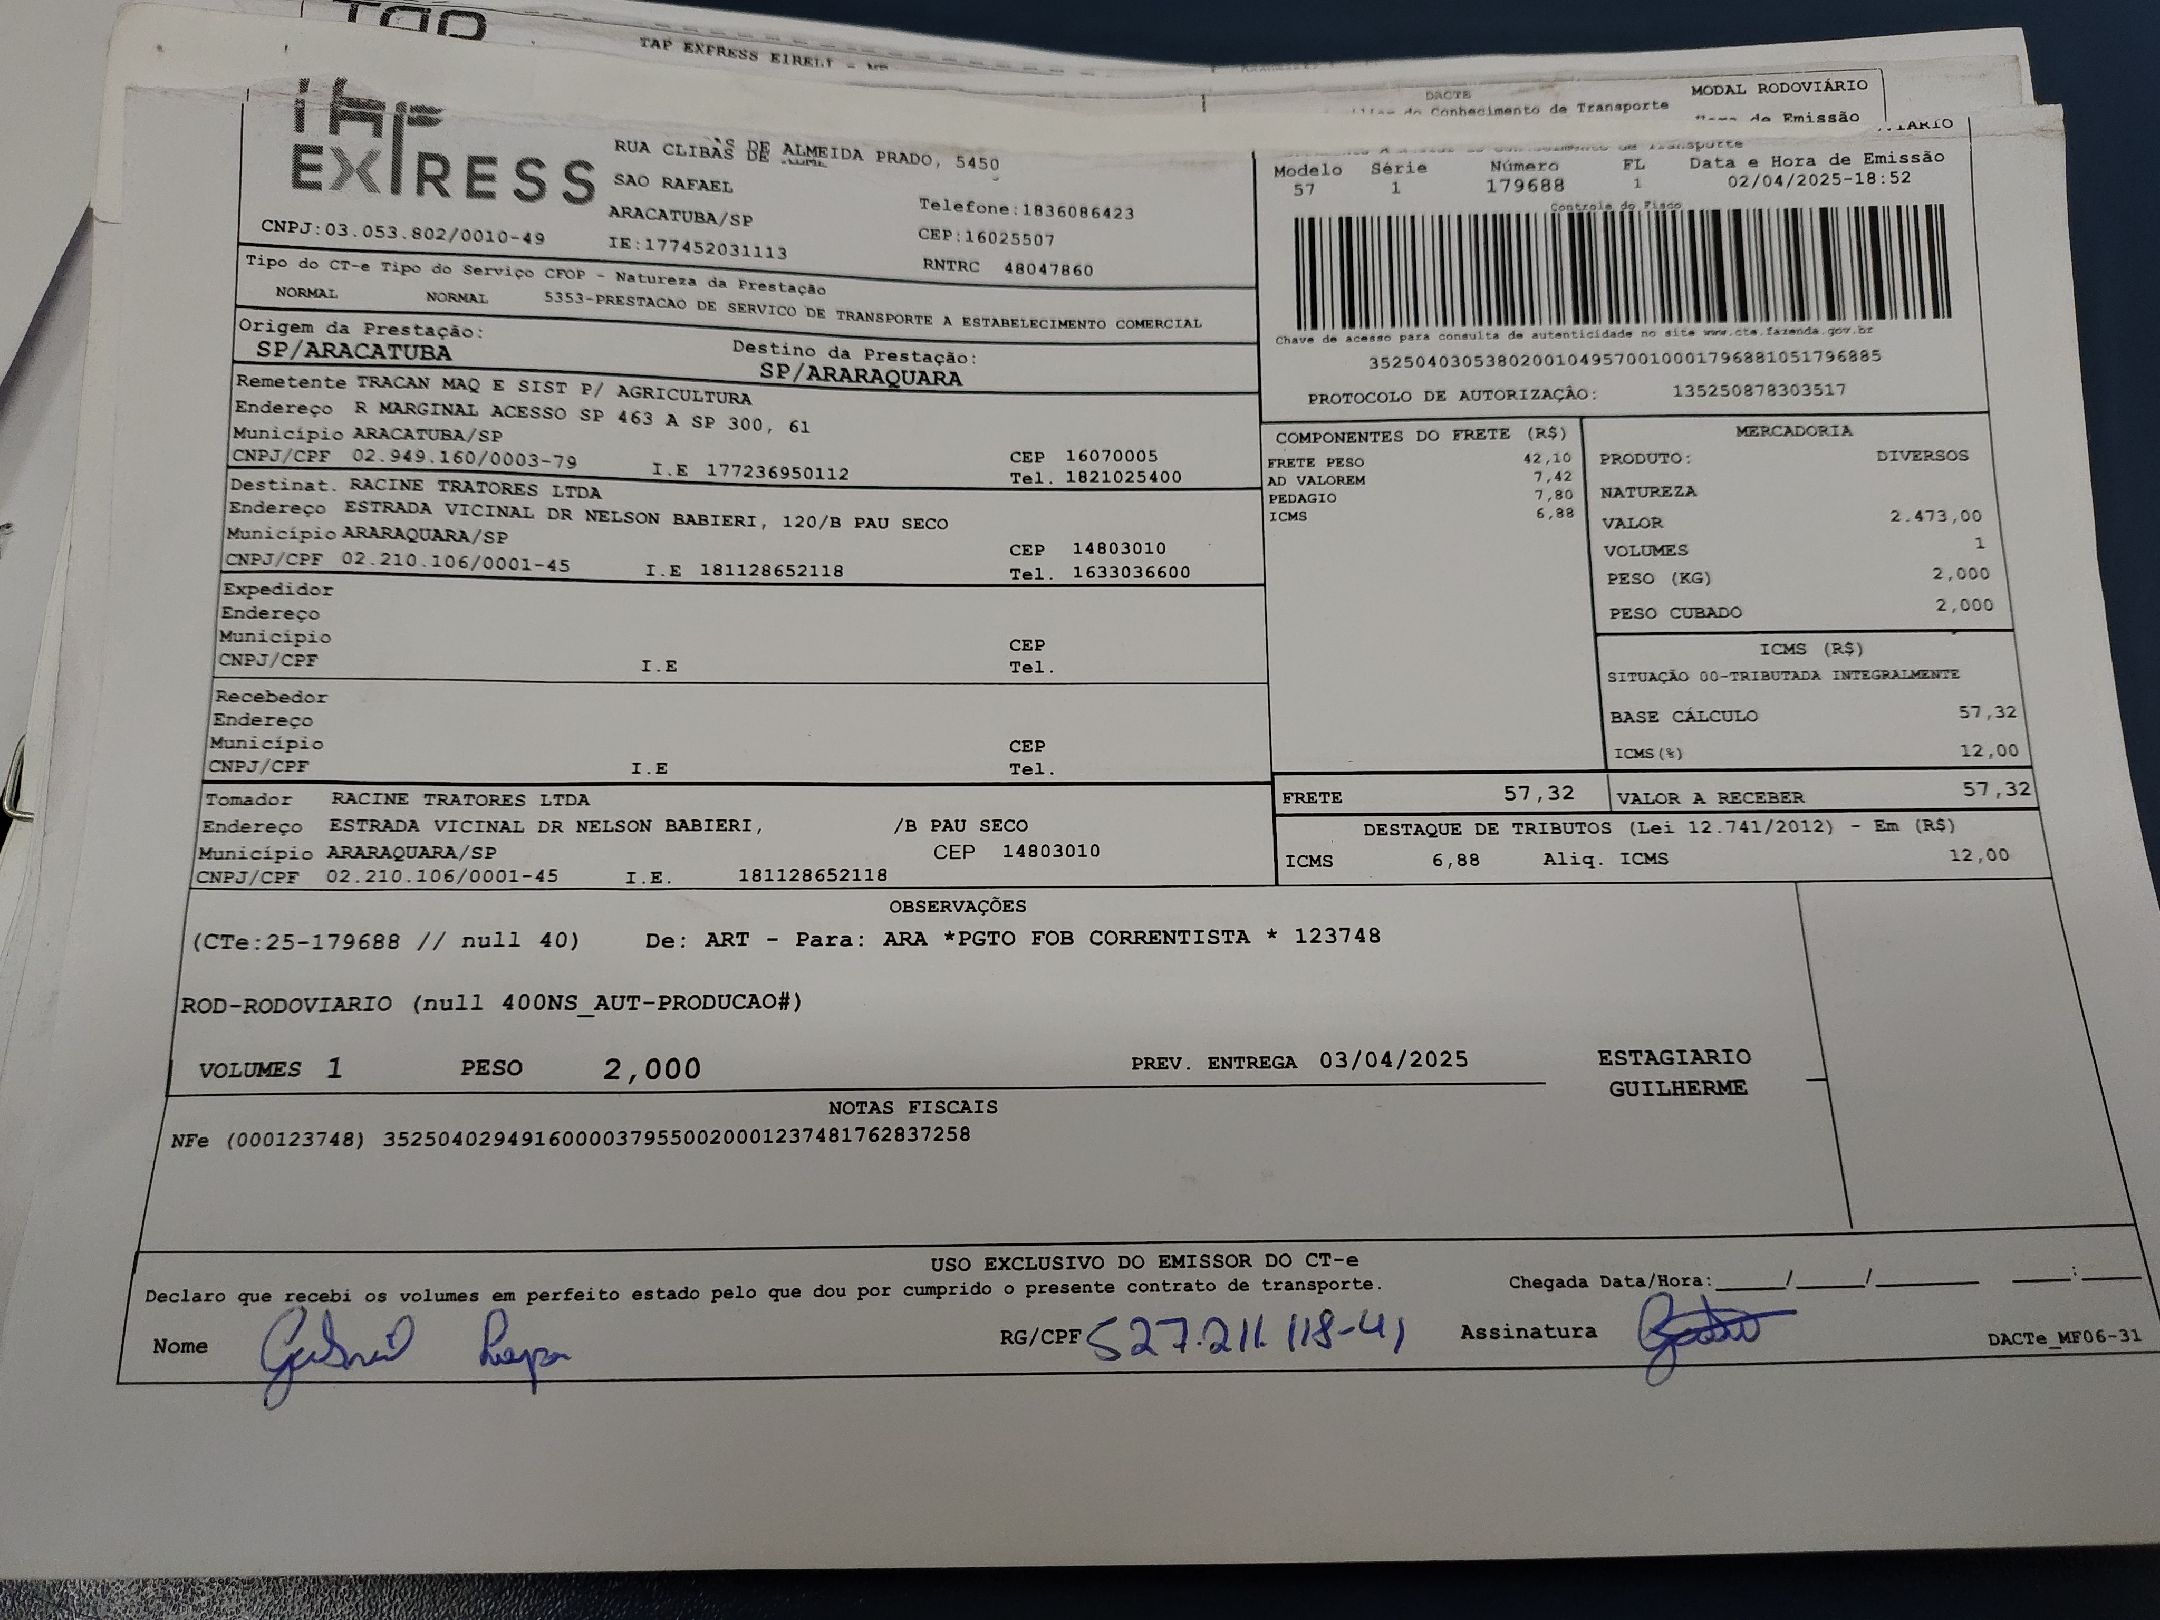 TAP EXPRESS EIRELI - ME
DACTE
MODAL RODOVIÁRIO
Conhecimento de Transporte
de Emissão
EXPRESS
RUA CLIBAS DE ALMEIDA PRADO, 5450
SAO RAFAEL
ARACATUBA/SP
Telefone:1836086423
CNPJ:03.053.802/0010-49
IE:177452031113
CEP:16025507
RNTRC 48047860
Modelo Série Número FL Data e Hora de Emissão
57 1 179688 1 02/04/2025-18:52
Controle do Fisco
Chave de acesso para consulta de autenticidade no site www.cte.fazenda.gov.br
35250403053802001049570010001796881051796885
PROTOCOLO DE AUTORIZAÇÃO: 135250878303517
Tipo do CT-e Tipo do Serviço CFOP - Natureza da Prestação
NORMAL NORMAL 5353-PRESTACAO DE SERVICO DE TRANSPORTE A ESTABELECIMENTO COMERCIAL
Origem da Prestação: Destino da Prestação:
SP/ARACATUBA SP/ARARAQUARA
Remetente TRACAN MAQ E SIST P/ AGRICULTURA
Endereço R MARGINAL ACESSO SP 463 A SP 300, 61
Município ARACATUBA/SP CEP 16070005
CNPJ/CPF 02.949.160/0003-79 I.E 177236950112 Tel. 1821025400
Destinat. RACINE TRATORES LTDA
Endereço ESTRADA VICINAL DR NELSON BABIERI, 120/B PAU SECO
Município ARARAQUARA/SP CEP 14803010
CNPJ/CPF 02.210.106/0001-45 I.E 181128652118 Tel. 1633036600
Expedidor
Endereço
Município CEP
CNPJ/CPF I.E Tel.
Recebedor
Endereço
Município CEP
CNPJ/CPF I.E Tel.
Tomador RACINE TRATORES LTDA
Endereço ESTRADA VICINAL DR NELSON BABIERI, /B PAU SECO
Município ARARAQUARA/SP CEP 14803010
CNPJ/CPF 02.210.106/0001-45 I.E. 181128652118
COMPONENTES DO FRETE (R$)
FRETE PESO 42,10
AD VALOREM 7,42
PEDAGIO 7,80
ICMS 6,88
MERCADORIA
PRODUTO: DIVERSOS
NATUREZA
VALOR 2.473,00
VOLUMES 1
PESO (KG) 2,000
PESO CUBADO 2,000
ICMS (R$)
SITUAÇÃO 00-TRIBUTADA INTEGRALMENTE
BASE CÁLCULO 57,32
ICMS(%) 12,00
FRETE 57,32 VALOR A RECEBER 57,32
DESTAQUE DE TRIBUTOS (Lei 12.741/2012) - Em (R$)
ICMS 6,88 Aliq. ICMS 12,00
OBSERVAÇÕES
(CTe:25-179688 // null 40) De: ART - Para: ARA *PGTO FOB CORRENTISTA * 123748
ROD-RODOVIARIO (null 400NS_AUT-PRODUCAO#)
VOLUMES 1 PESO 2,000 PREV. ENTREGA 03/04/2025 ESTAGIARIO
GUILHERME
NOTAS FISCAIS
NFe (000123748) 35250402949160000379550020001237481762837258
USO EXCLUSIVO DO EMISSOR DO CT-e
Declaro que recebi os volumes em perfeito estado pelo que dou por cumprido o presente contrato de transporte. Chegada Data/Hora:____/____/______ ____:____
Nome Gabriel RG/CPF 527.211.118-41 Assinatura DACTe_MF06-31